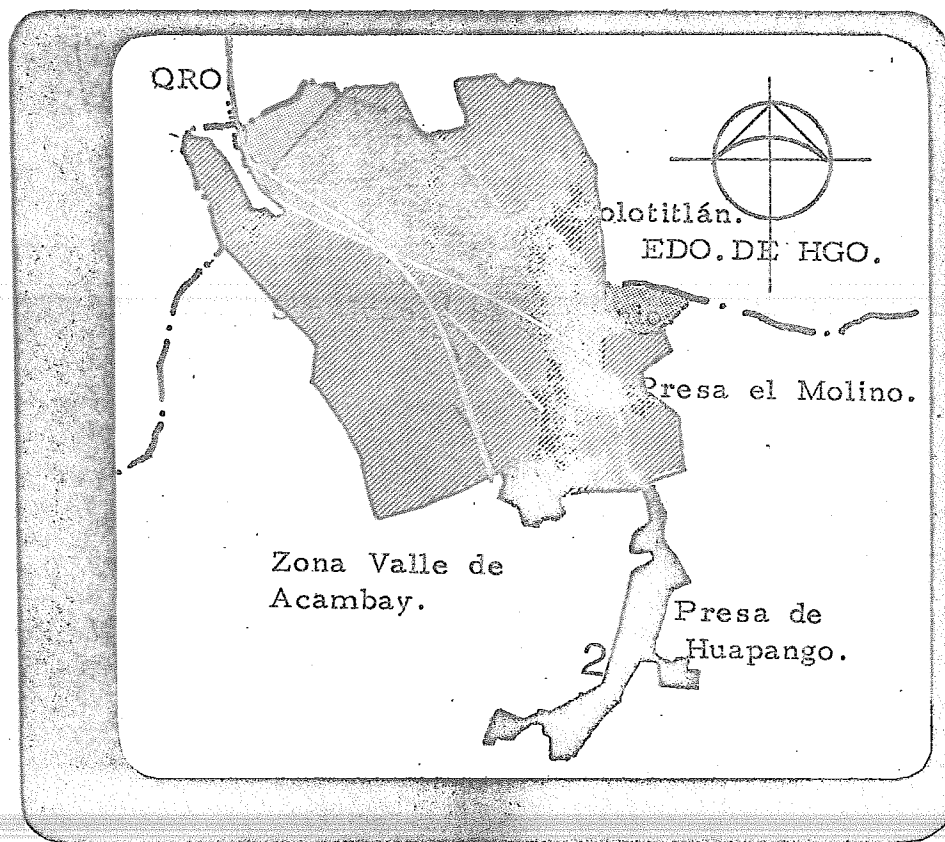 QRO
olotitlán.
EDO. DE HGO.
Presa el Molino.
Zona Valle de
Acambay.
Presa de
Huapango.
2